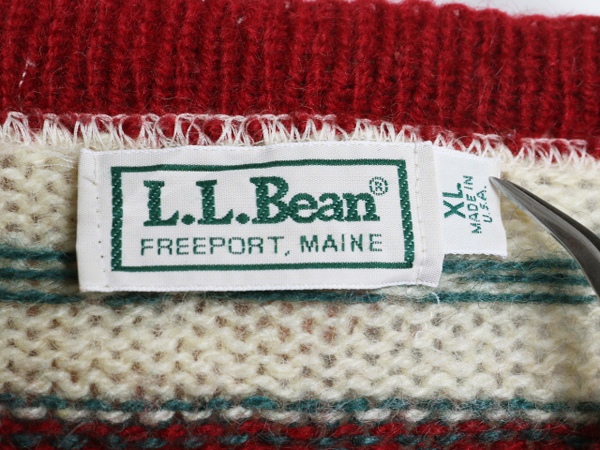 L.L.Bean®
FREEPORT, MAINE
XL
MADE IN
U.S.A.